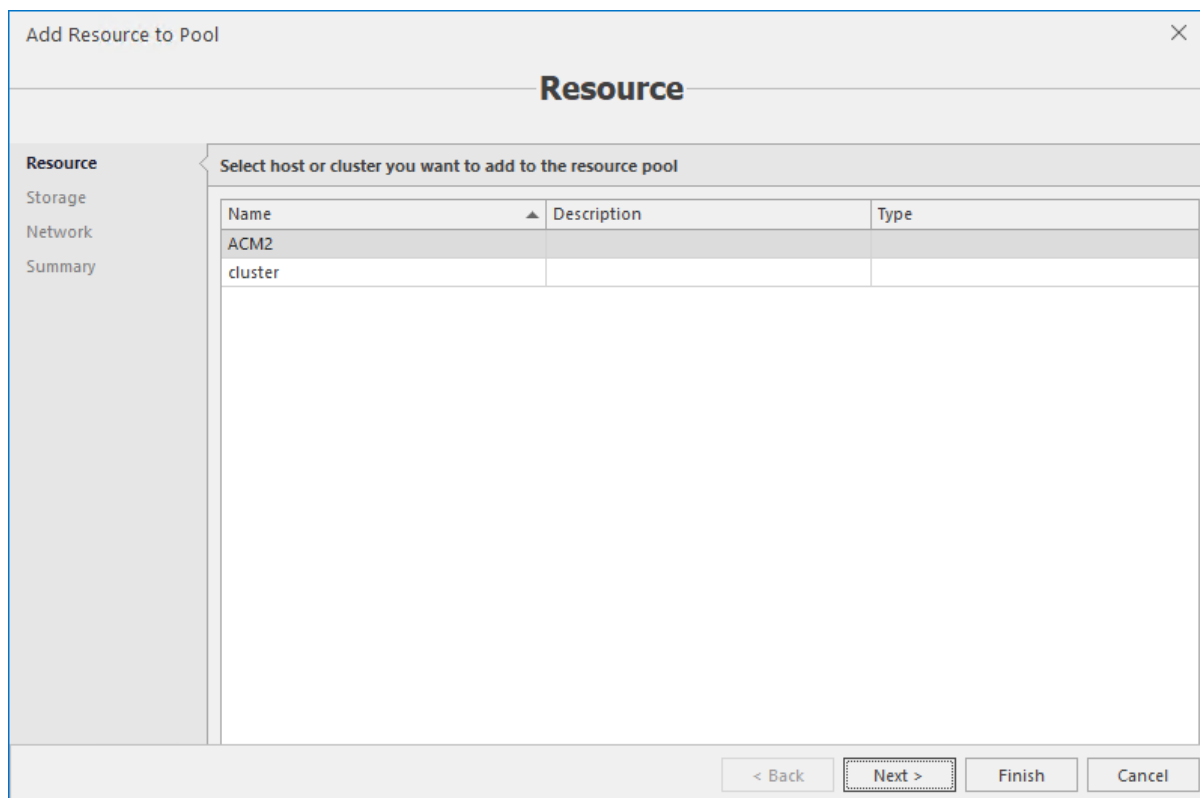 Add Resource to Pool
Resource
Resource
Storage
Network
Summary
Select host or cluster you want to add to the resource pool
Name Description Type
ACM2
cluster
< Back Next > Finish Cancel